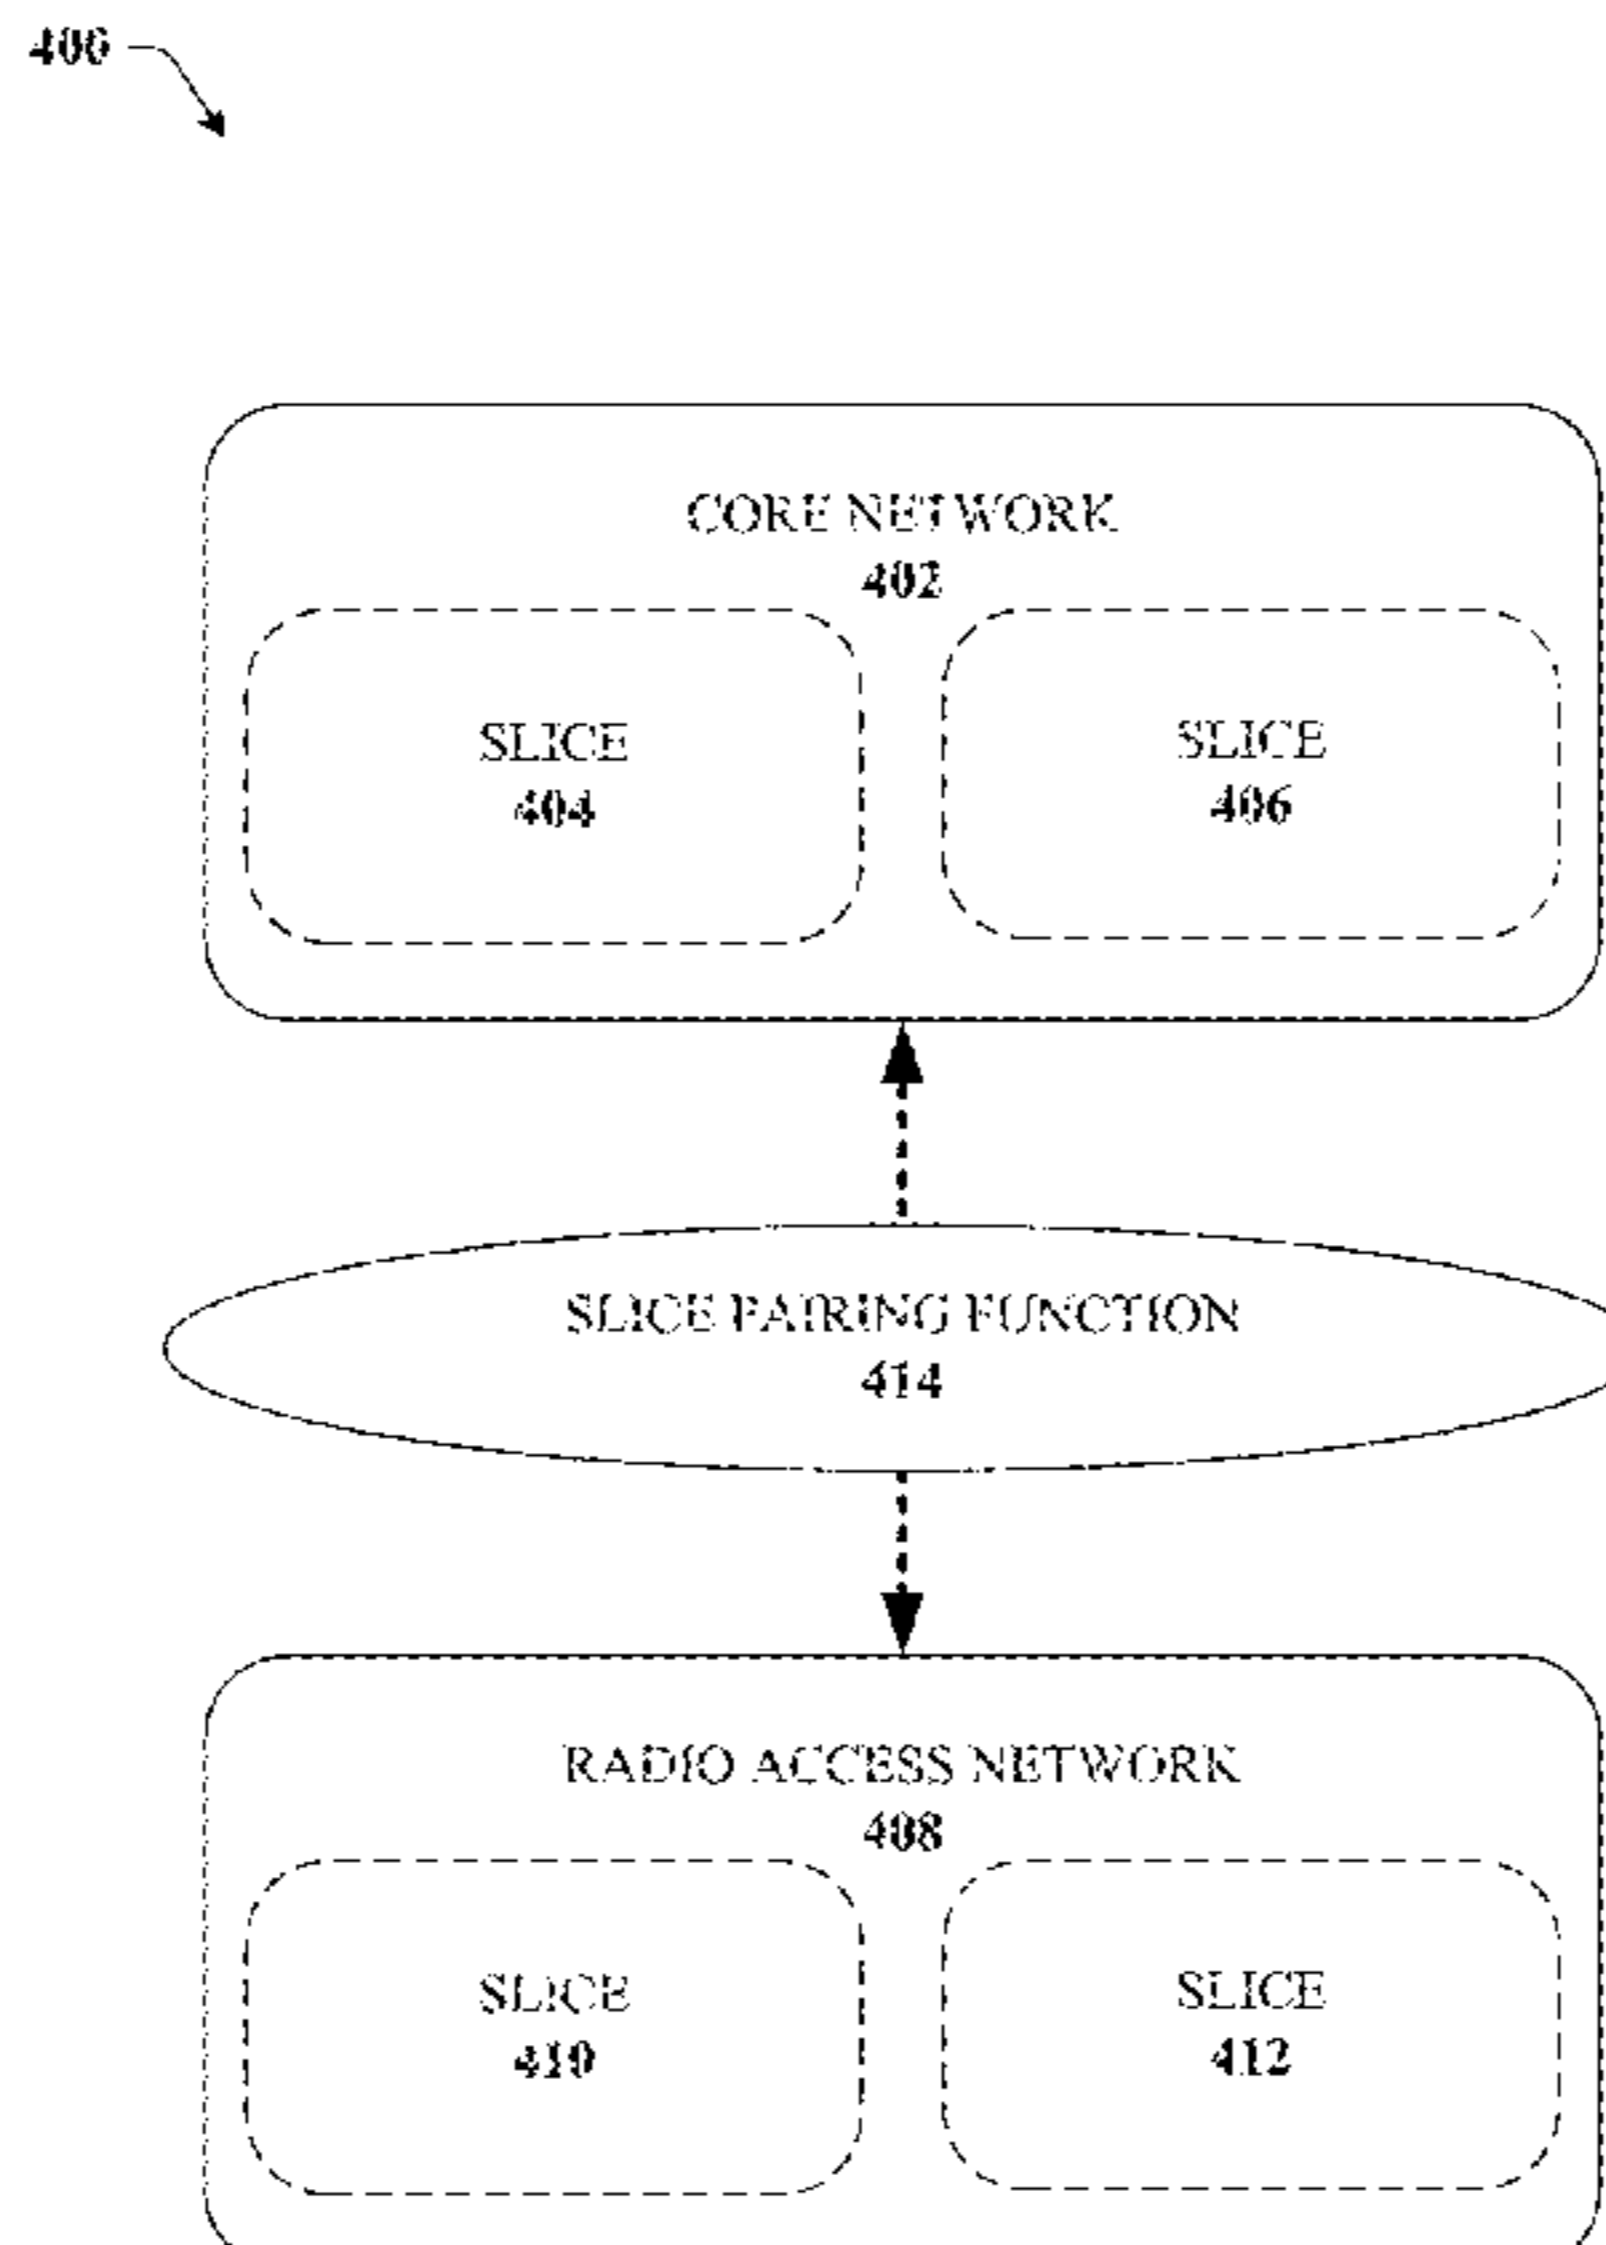 400
CORE NETWORK
402
SLICE
404
SLICE
406
SLICE PAIRING FUNCTION
414
RADIO ACCESS NETWORK
408
SLICE
410
SLICE
412